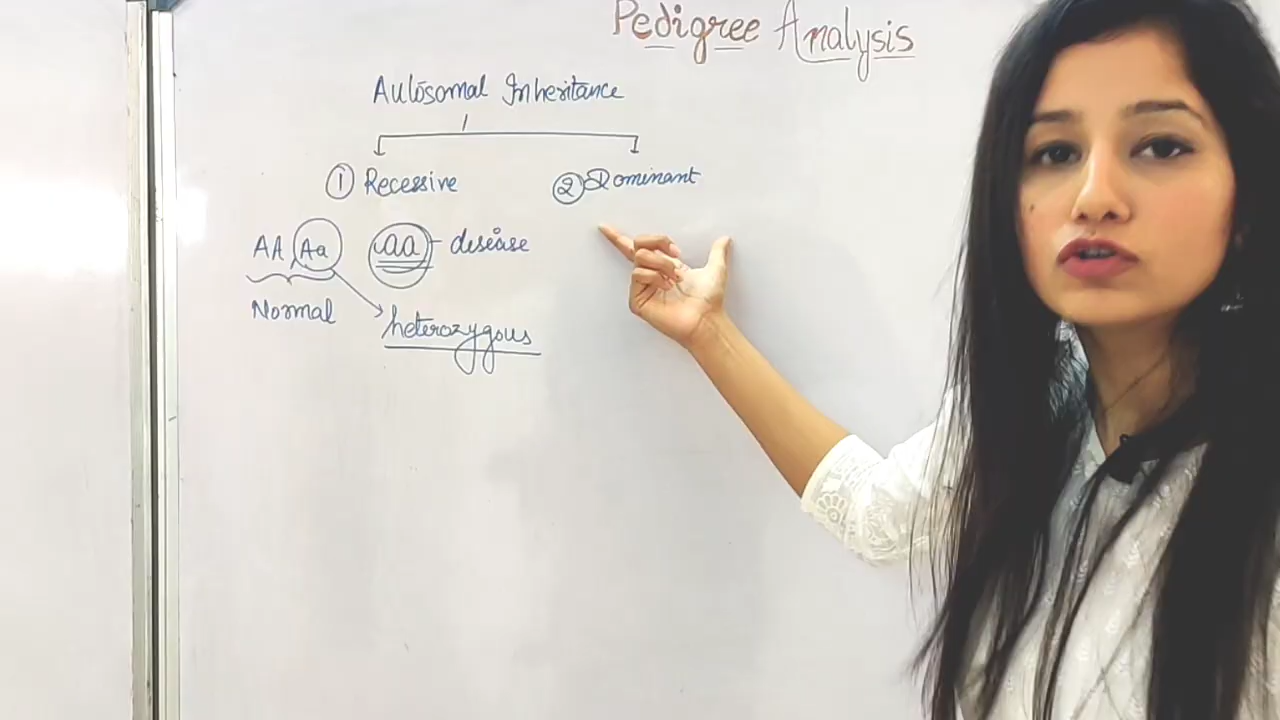 Pedigree Analysis
Autosomal Inheritance
① Recessive
② Dominant
AA Aa aa - disease
Normal
heterozygous